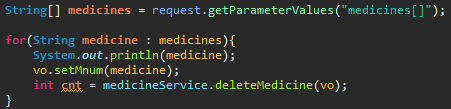 String[] medicines = request.getParameterValues("medicines[]");
for(String medicine : medicines){
System.out.println(medicine);
vo.setMnum(medicine);
int cnt = medicineService.deleteMedicine(vo);
}